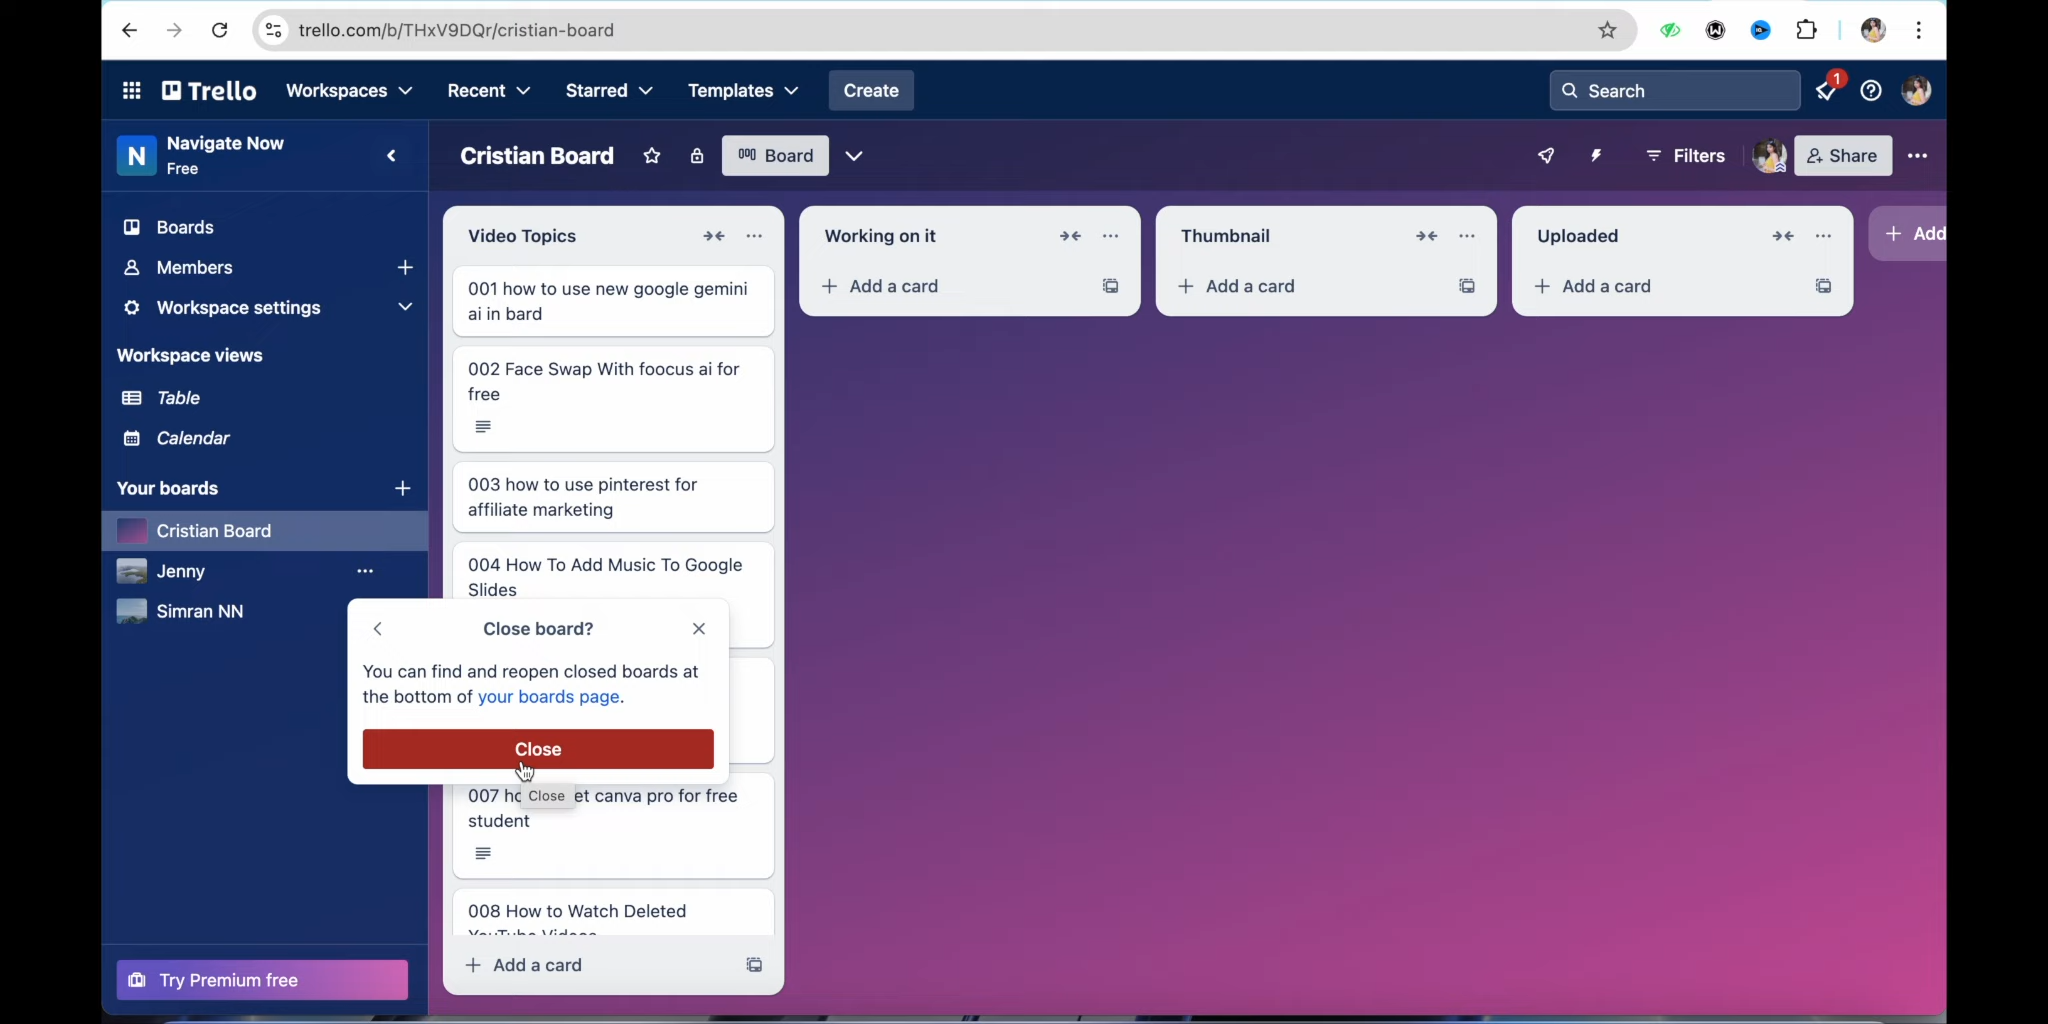 trello.com/b/THxV9DQr/cristian-board
Trello
Workspaces
Recent
Starred
Templates
Create
Search
1
N
Navigate Now
Free
Cristian Board
Board
Filters
Share
Boards
Members
Workspace settings
Workspace views
Table
Calendar
Your boards
Cristian Board
Jenny
Simran NN
Try Premium free
Video Topics
001 how to use new google gemini
ai in bard
002 Face Swap With foocus ai for
free
003 how to use pinterest for
affiliate marketing
004 How To Add Music To Google
Slides
Close board?
You can find and reopen closed boards at
the bottom of your boards page.
Close
Close
007 et canva pro for free
student
008 How to Watch Deleted
YouTube Videos
Add a card
Working on it
Add a card
Thumbnail
Add a card
Uploaded
Add a card
Add